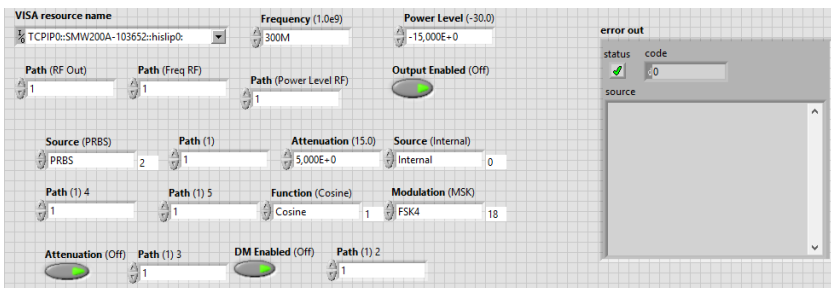 VISA resource name
Frequency (1.0e9)
Power Level (-30.0)
TCPIP0::SMW200A-103652::hislip0:
300M
-15,000E+0
error out
status
code
0
source
Path (RF Out)
Path (Freq RF)
Path (Power Level RF)
Output Enabled (Off)
1
1
1
Source (PRBS)
Path (1)
Attenuation (15.0)
Source (Internal)
PRBS
2
1
5,000E+0
Internal
0
Path (1) 4
Path (1) 5
Function (Cosine)
Modulation (MSK)
1
1
Cosine
1
FSK4
18
Attenuation (Off)
Path (1) 3
DM Enabled (Off)
Path (1) 2
1
1